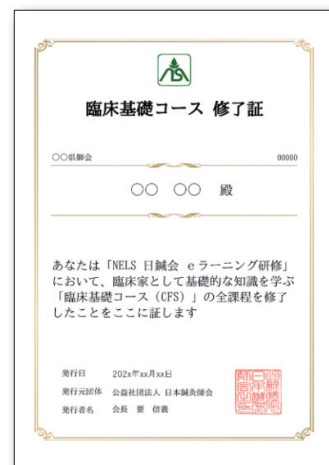 臨床基礎コース 修了証
〇〇県師会 00000
〇〇 〇〇 殿
あなたは「NELS 日鍼会 eラーニング研修」
において、臨床家として基礎的な知識を学ぶ
「臨床基礎コース（CFS）」の全課程を修了
したことをここに証します
発行日 202x年xx月xx日
発行元団体 公益社団法人 日本鍼灸師会
発行者名 会長 要 信義